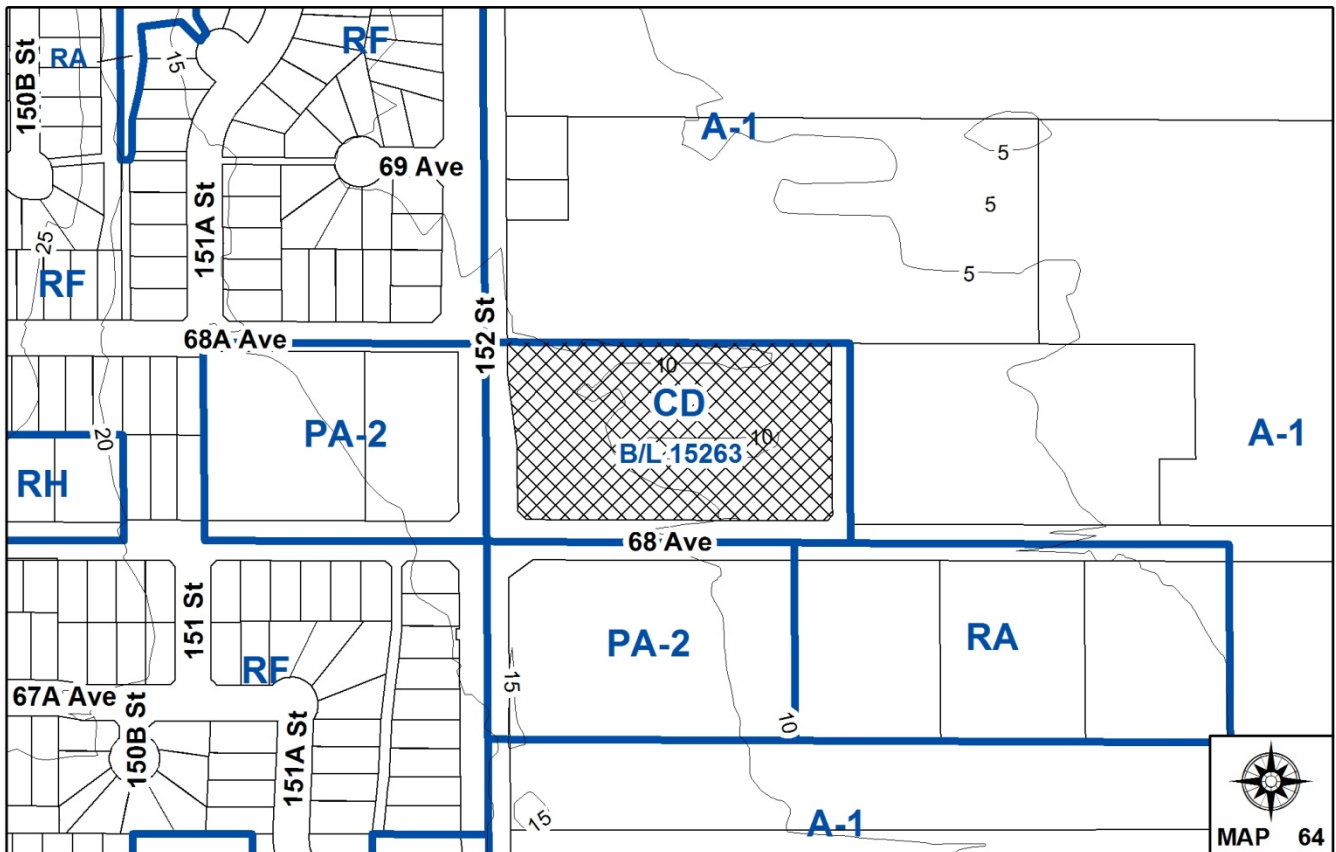 RF
RA
150B St
15
A-1
69 Ave
5
5
151A St
25
RF
5
152 St
68A Ave
10
CD
PA-2
10
A-1
B/L 15263
20
RH
68 Ave
151 St
PA-2
RA
RF
15
67A Ave
150B St
151A St
10
15
A-1
MAP 64